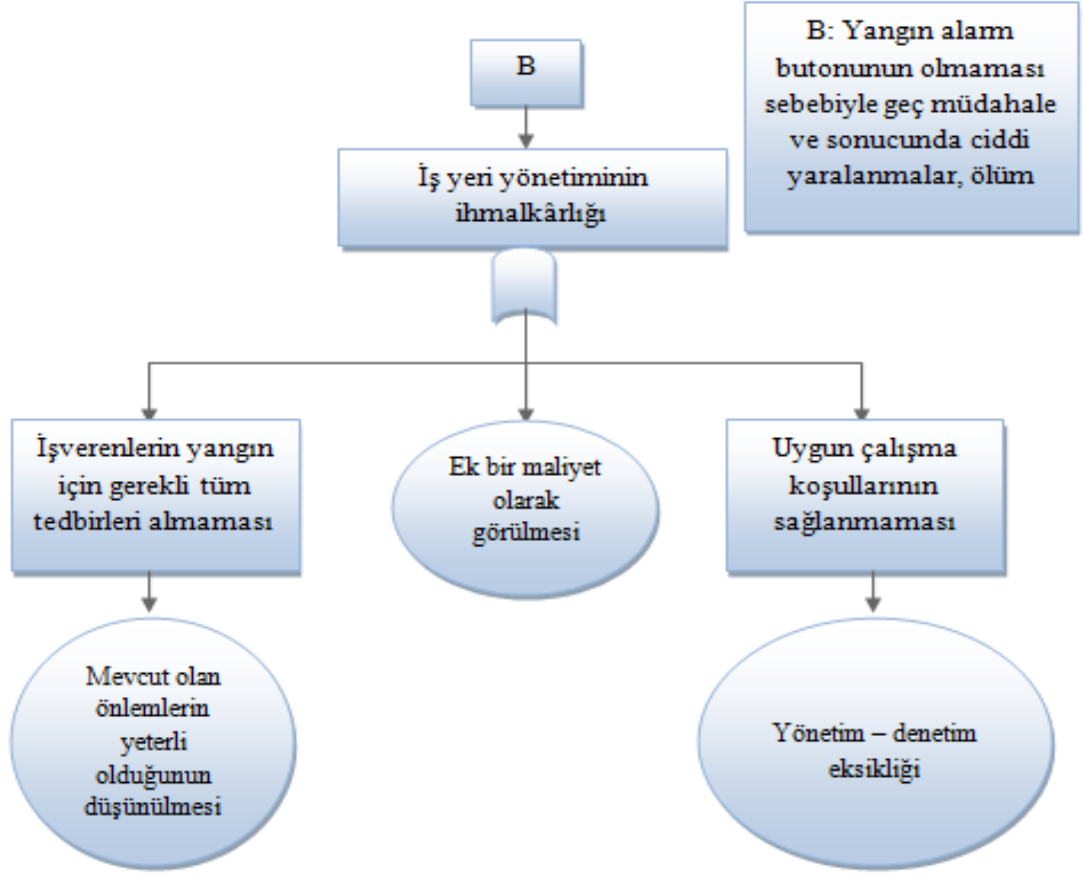 B
B: Yangın alarm
butonunun olmaması
sebebiyle geç müdahale
ve sonucunda ciddi
yaralanmalar, ölüm
İş yeri yönetiminin
ihmalkârlığı
İşverenlerin yangın
için gerekli tüm
tedbirleri almaması
Ek bir maliyet
olarak
görülmesi
Uygun çalışma
koşullarının
sağlanmaması
Mevcut olan
önlemlerin
yeterli
olduğunun
düşünülmesi
Yönetim – denetim
eksikliği